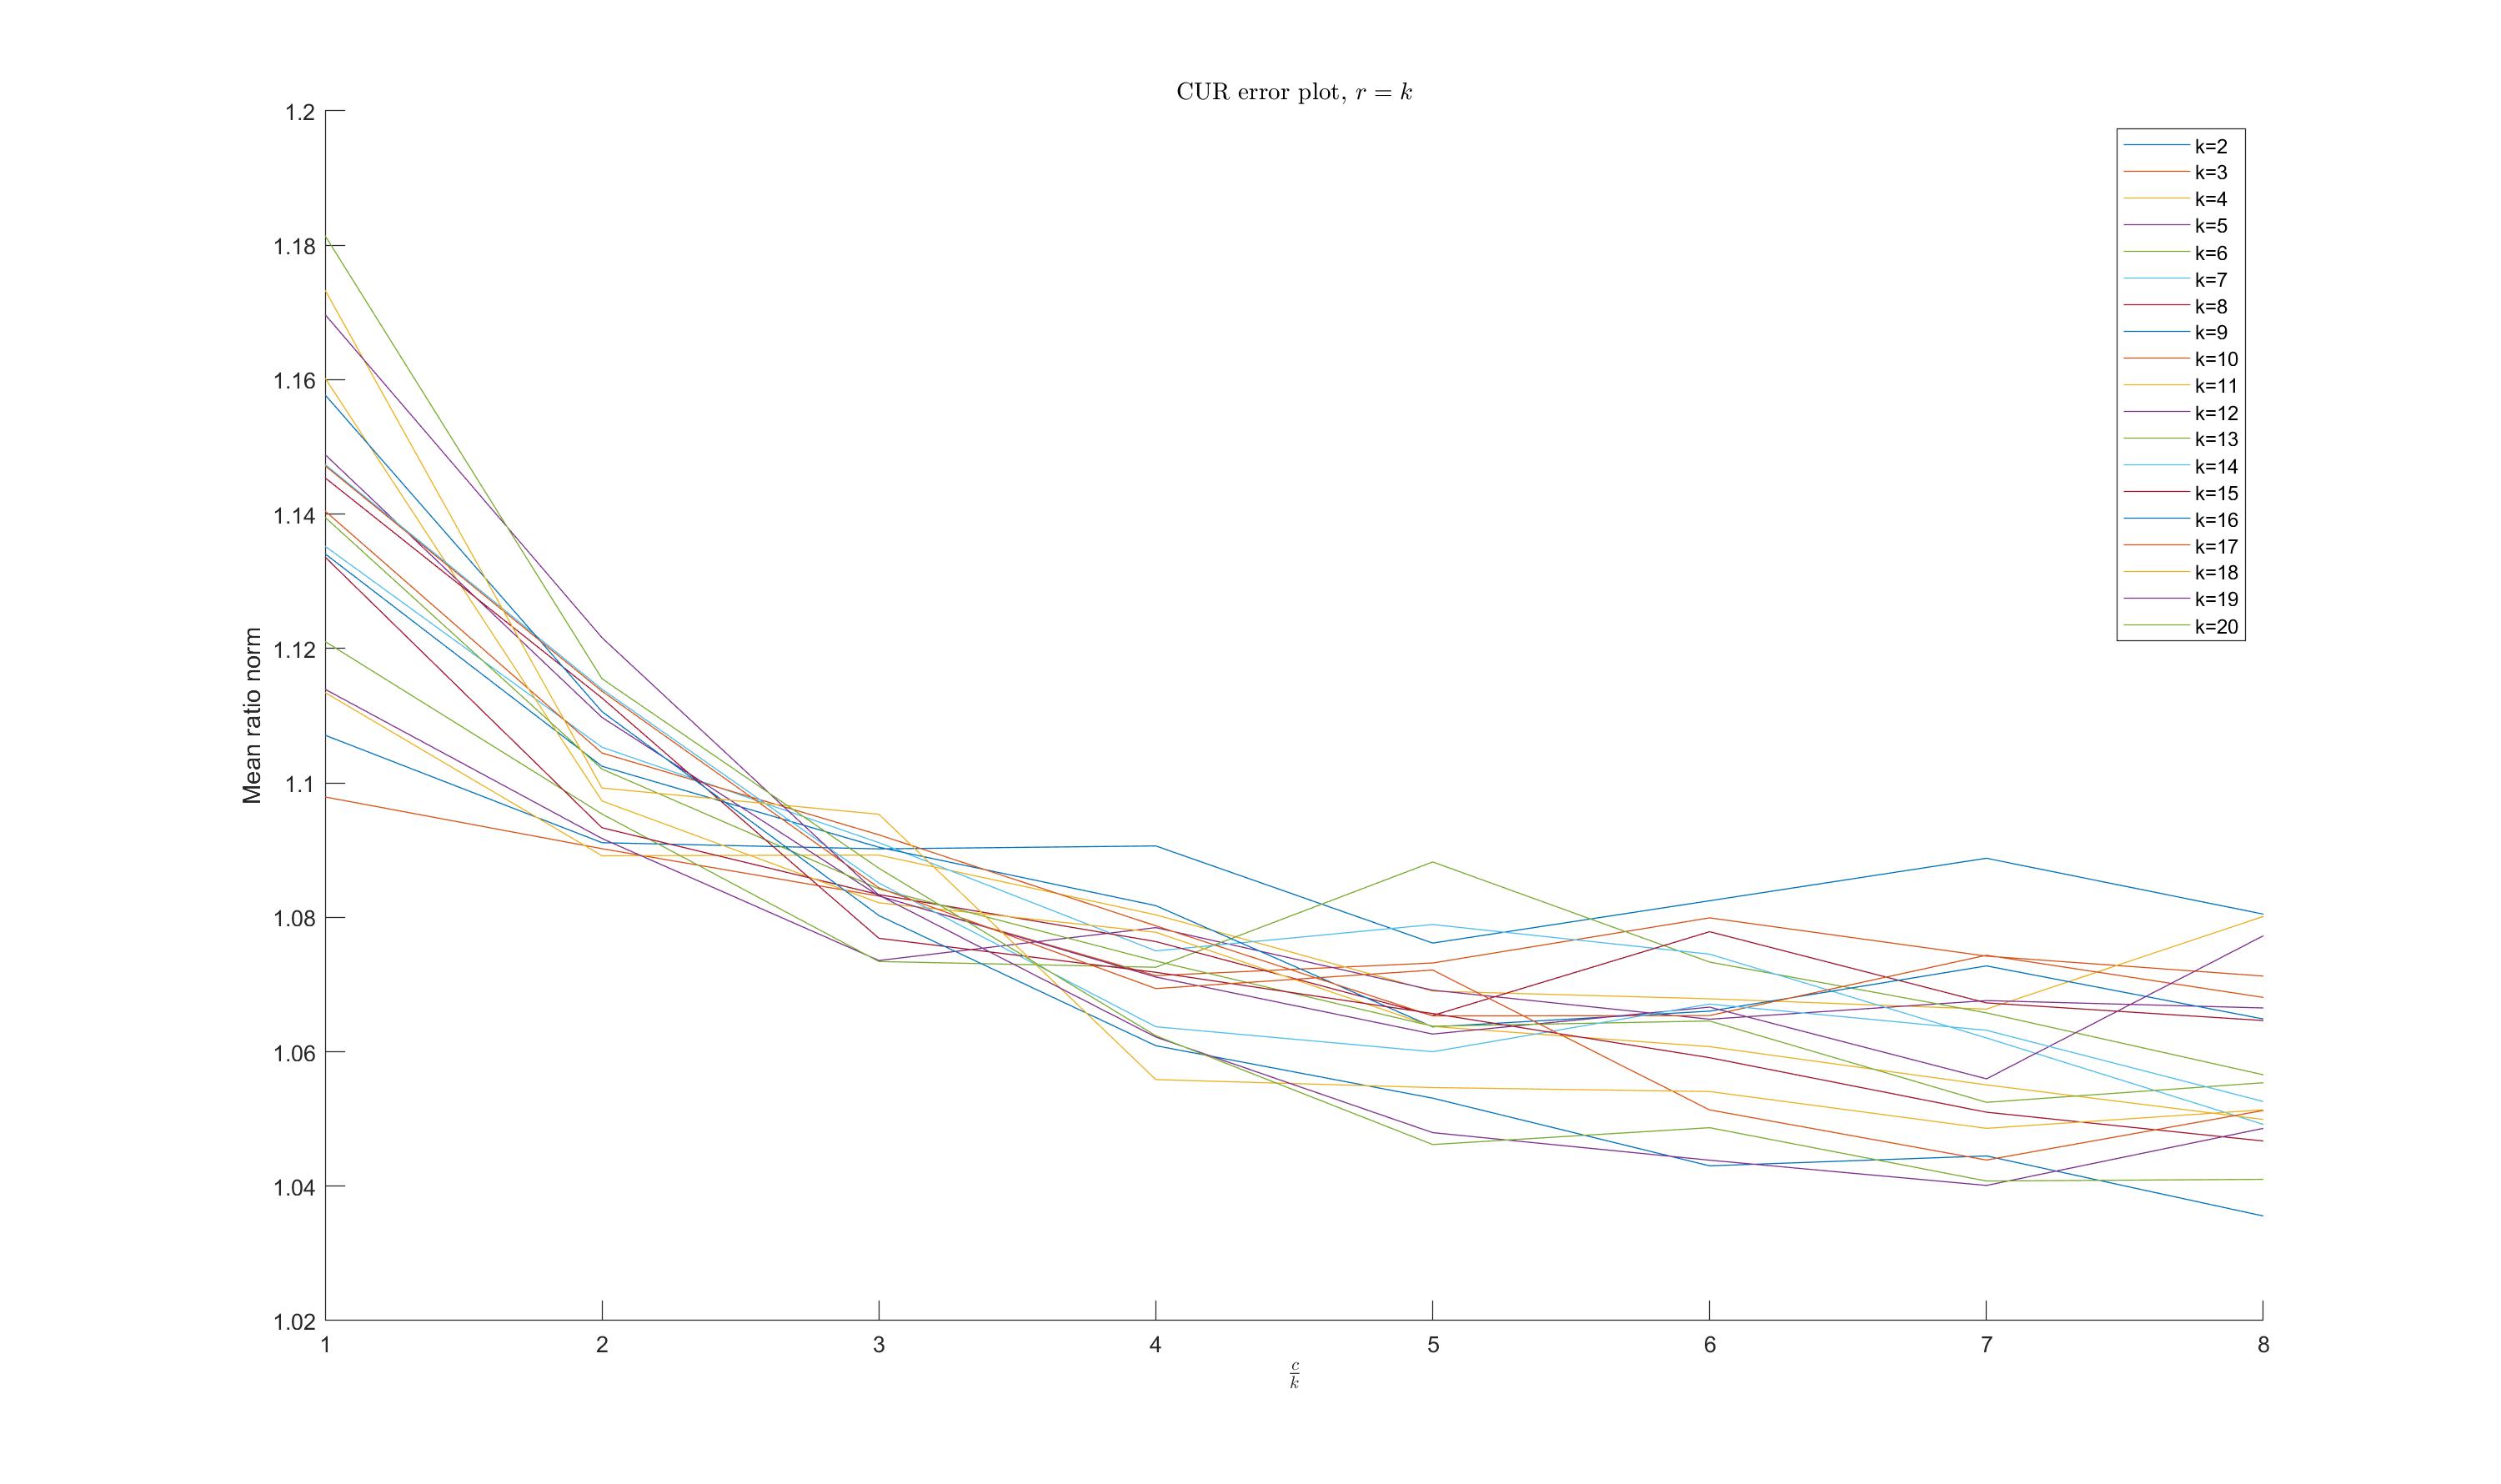 CUR error plot, r = k
1.2
1.18
1.16
1.14
1.12
1.1
1.08
1.06
1.04
1.02
Mean ratio norm
k=2
k=3
k=4
k=5
k=6
k=7
k=8
k=9
k=10
k=11
k=12
k=13
k=14
k=15
k=16
k=17
k=18
k=19
k=20
1 2 3 4 5 6 7 8
c
k